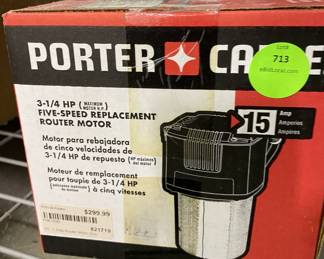 PORTER CA
LOT#
713
3-1/4 HP (MAXIMUM MOTOR H.P.)
FIVE-SPEED REPLACEMENT
ROUTER MOTOR
15 Amp
Amperios
Ampères
Motor para rebajadora
de cinco velocidades de
3-1/4 HP de repuesto (HP máximos del motor)
Moteur de remplacement
pour toupie de 3-1/4 HP
à cinq vitesses
$299.99
821719